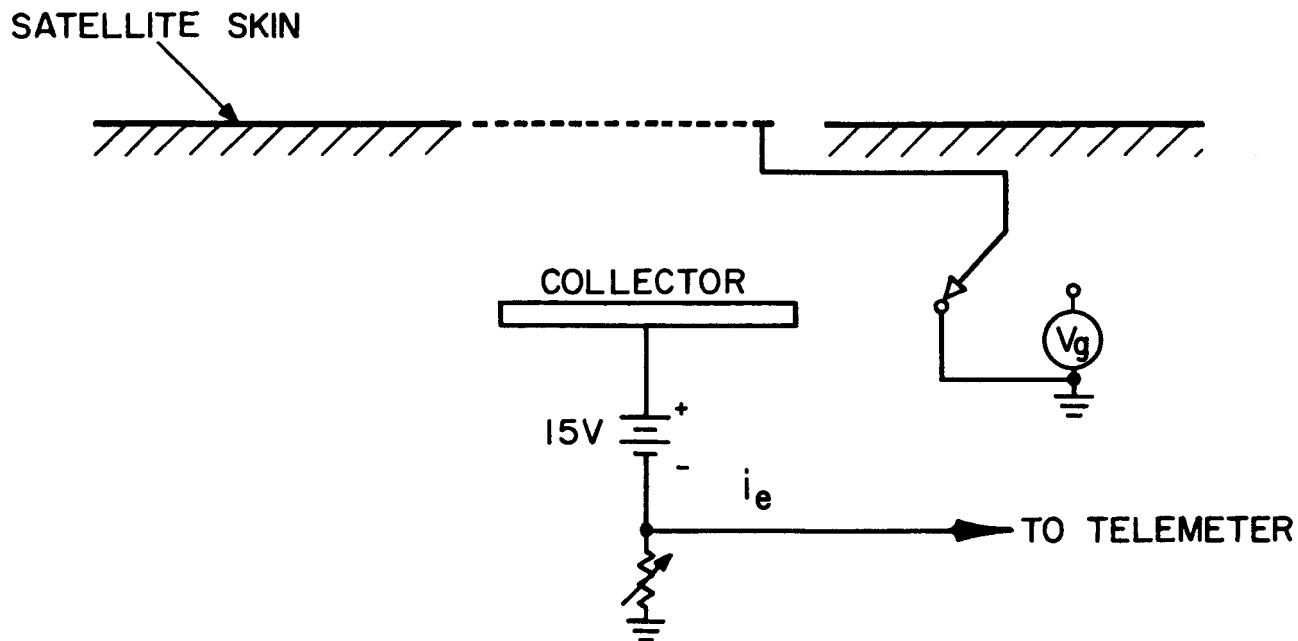 SATELLITE SKIN
COLLECTOR
Vg
15V
+
-
ie
TO TELEMETER